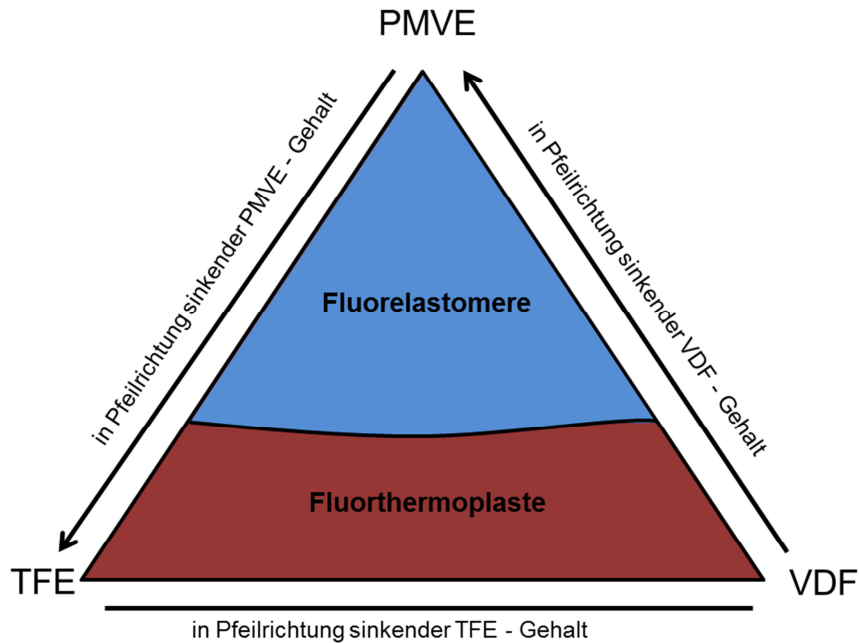 PMVE
in Pfeilrichtung sinkender PMVE - Gehalt
in Pfeilrichtung sinkender VDF - Gehalt
Fluorelastomere
Fluorthermoplaste
TFE
VDF
in Pfeilrichtung sinkender TFE - Gehalt